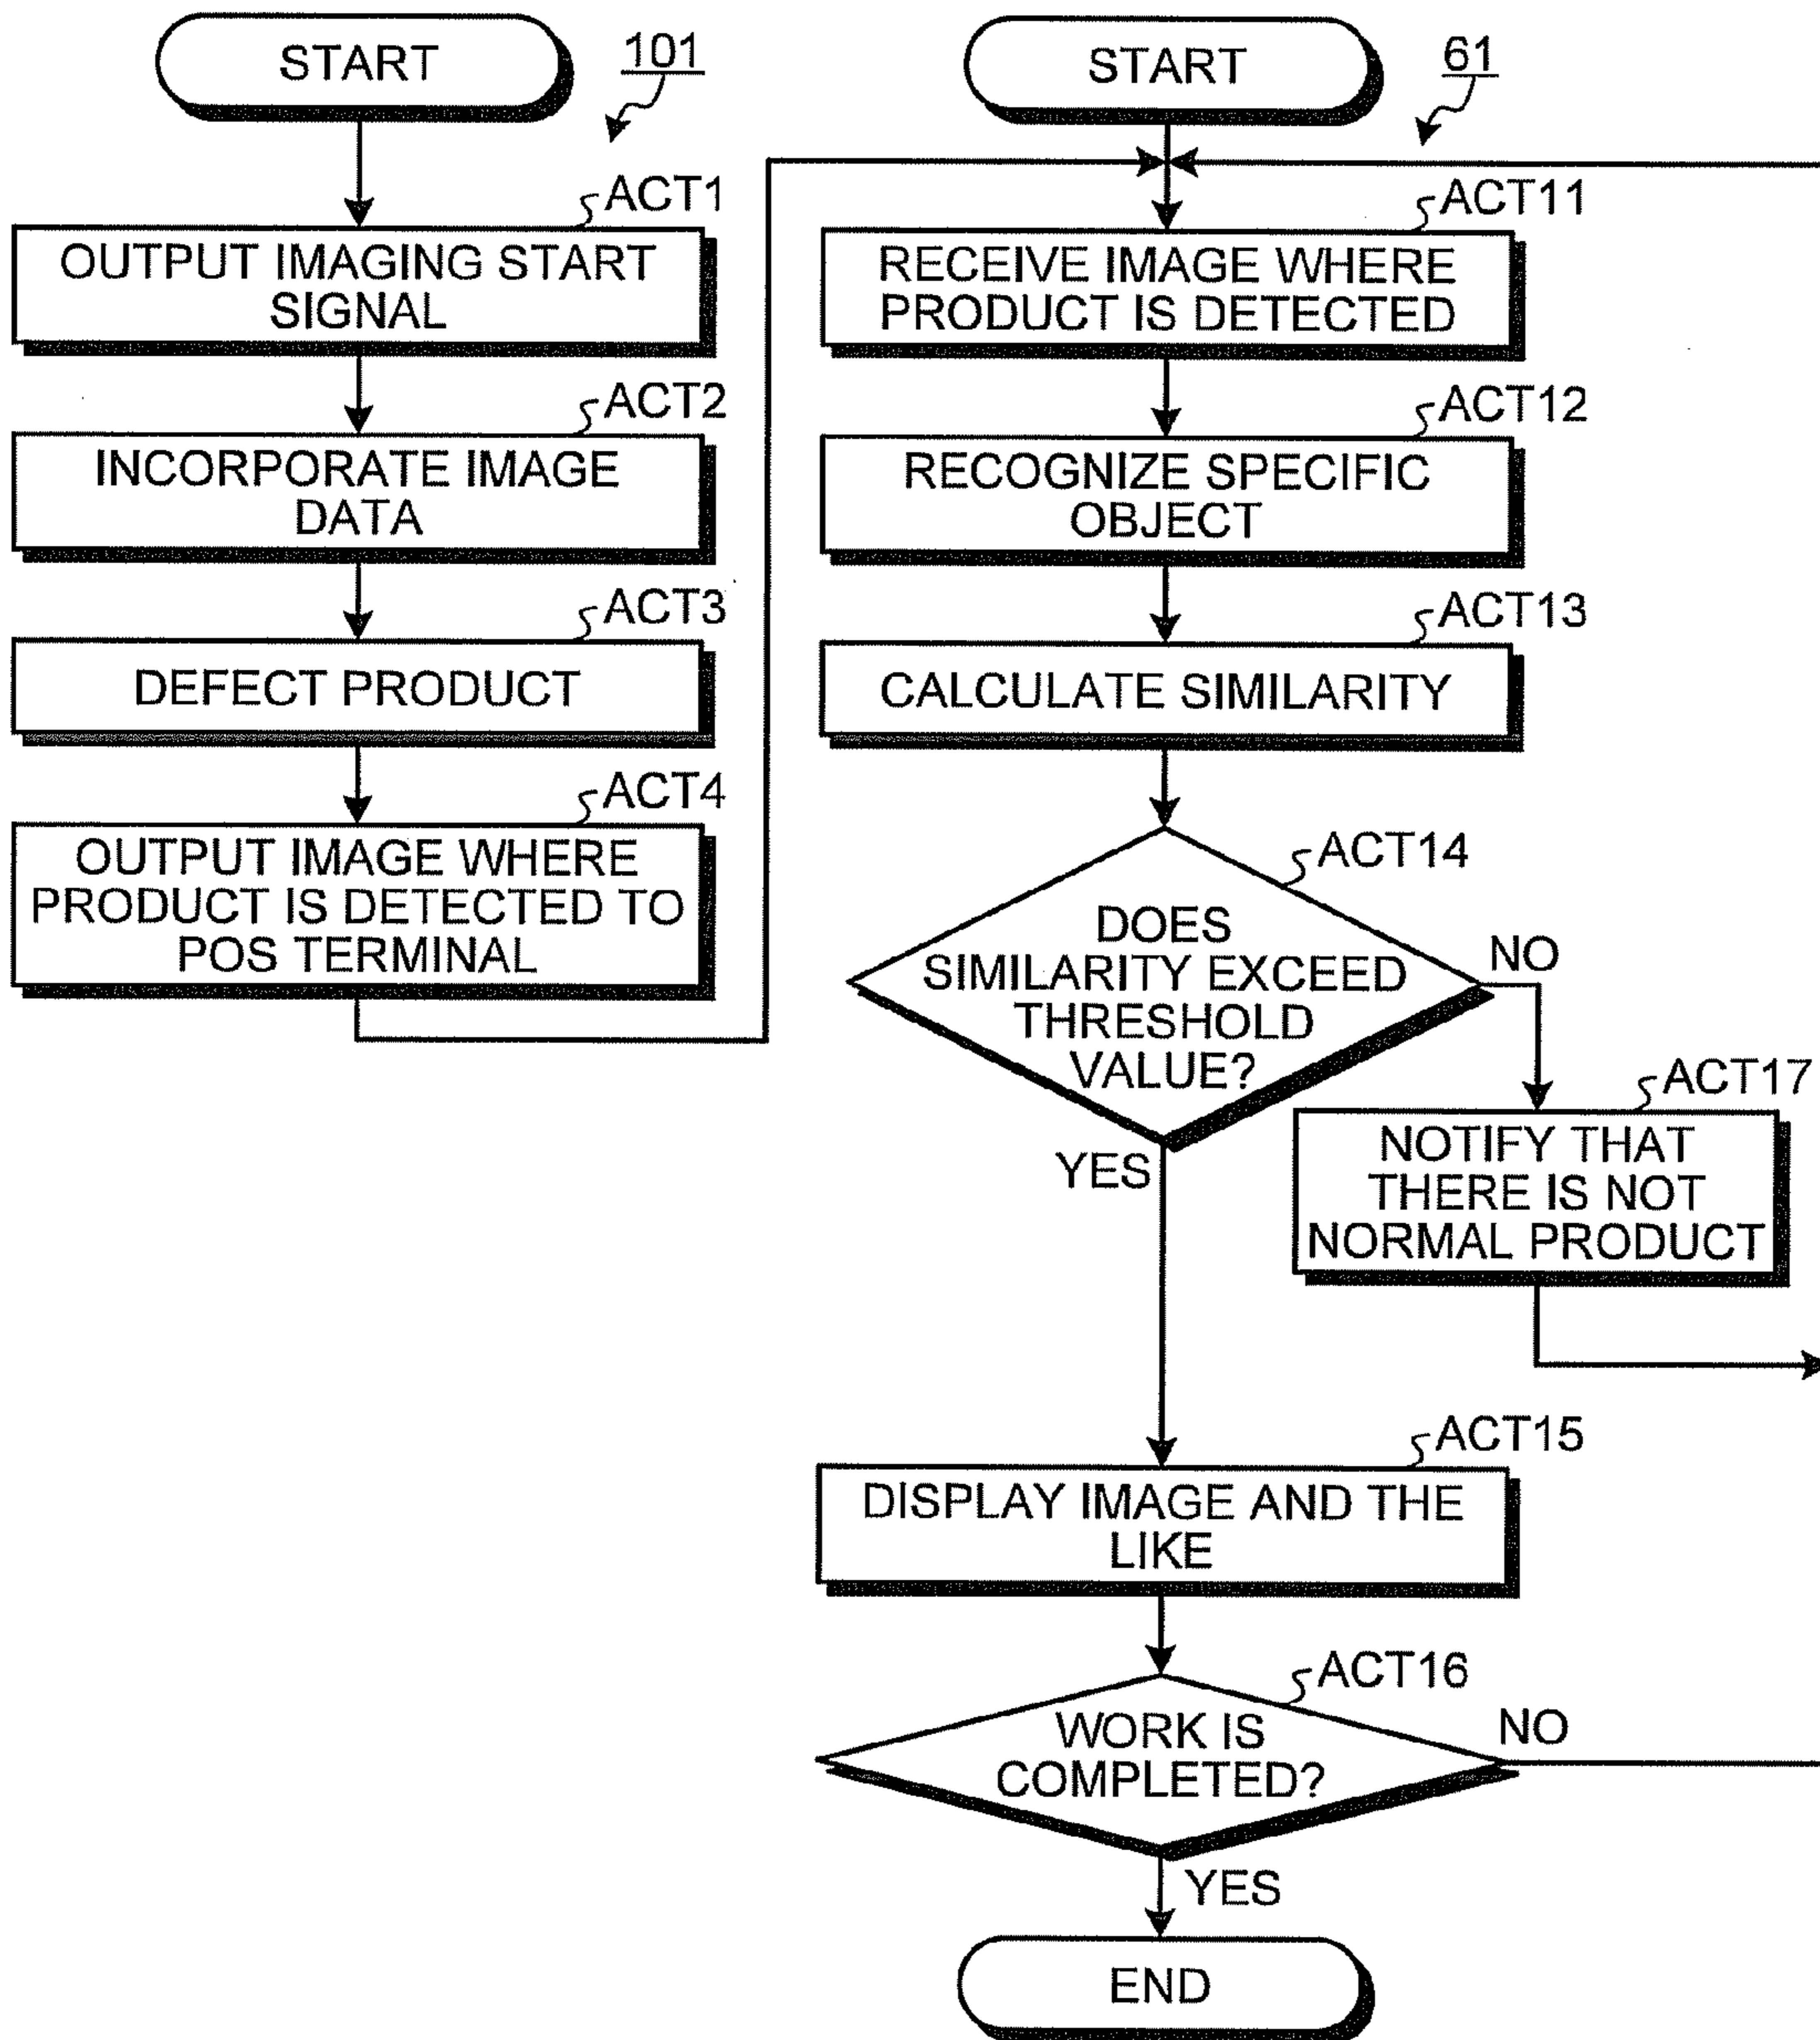 START
101
ACT1
OUTPUT IMAGING START
SIGNAL
ACT2
INCORPORATE IMAGE
DATA
ACT3
DEFECT PRODUCT
ACT4
OUTPUT IMAGE WHERE
PRODUCT IS DETECTED TO
POS TERMINAL
START
61
ACT11
RECEIVE IMAGE WHERE
PRODUCT IS DETECTED
ACT12
RECOGNIZE SPECIFIC
OBJECT
ACT13
CALCULATE SIMILARITY
ACT14
DOES
SIMILARITY EXCEED
THRESHOLD
VALUE?
NO
YES
ACT17
NOTIFY THAT
THERE IS NOT
NORMAL PRODUCT
ACT15
DISPLAY IMAGE AND THE
LIKE
ACT16
WORK IS
COMPLETED?
NO
YES
END